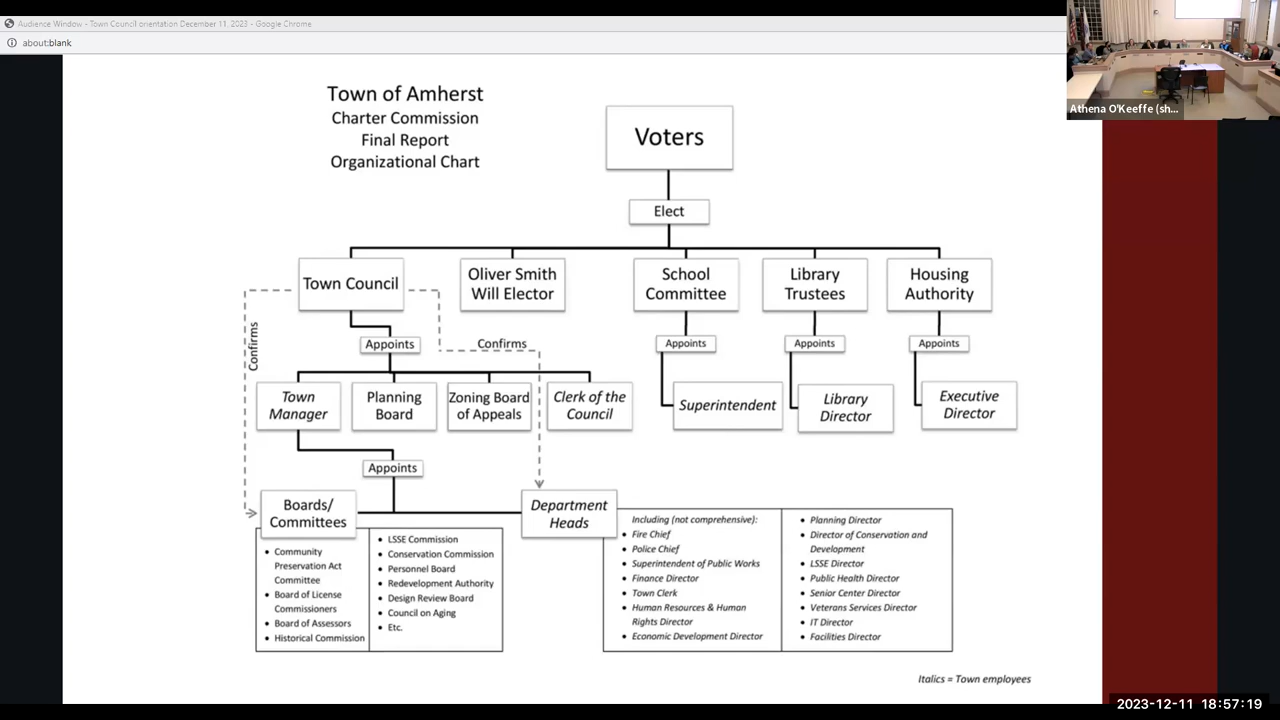 Audience Window - Town Council orientation December 11, 2023 - Google Chrome
about:blank
Athena O'Keeffe (sh...
Town of Amherst
Charter Commission
Final Report
Organizational Chart
Voters
Elect
Town Council
Oliver Smith
Will Elector
School
Committee
Library
Trustees
Housing
Authority
Confirms
Appoints
Confirms
Appoints
Appoints
Appoints
Town
Manager
Planning
Board
Zoning Board
of Appeals
Clerk of the
Council
Superintendent
Library
Director
Executive
Director
Appoints
Boards/
Committees
Department
Heads
• Community
Preservation Act
Committee
• Board of License
Commissioners
• Board of Assessors
• Historical Commission
• LSSE Commission
• Conservation Commission
• Personnel Board
• Redevelopment Authority
• Design Review Board
• Council on Aging
• Etc.
Including (not comprehensive):
• Fire Chief
• Police Chief
• Superintendent of Public Works
• Finance Director
• Town Clerk
• Human Resources & Human
Rights Director
• Economic Development Director
• Planning Director
• Director of Conservation and
Development
• LSSE Director
• Public Health Director
• Senior Center Director
• Veterans Services Director
• IT Director
• Facilities Director
Italics = Town employees
2023-12-11 18:57:19